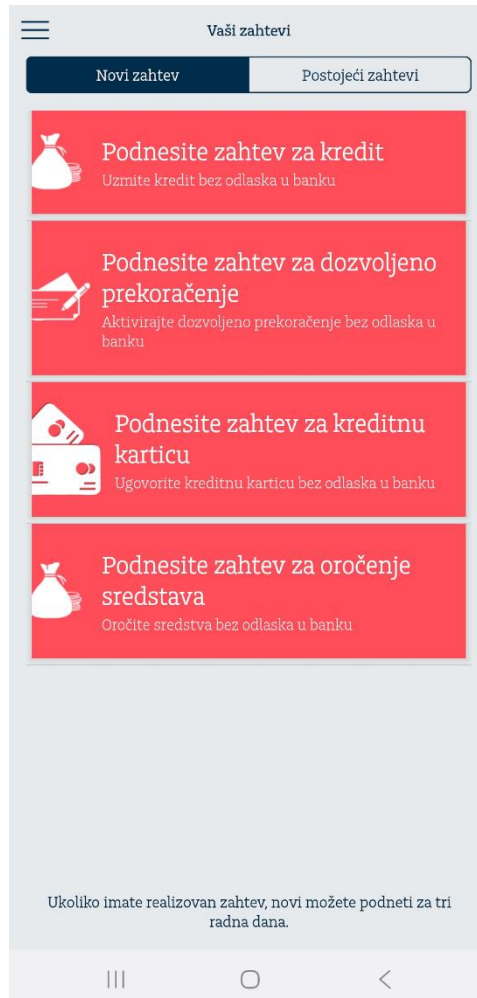 Vaši zahtevi
Novi zahtev
Postojeći zahtevi
Podnesite zahtev za kredit
Uzmite kredit bez odlaska u banku
Podnesite zahtev za dozvoljeno
prekoračenje
Aktivirajte dozvoljeno prekoračenje bez odlaska u
banku
Podnesite zahtev za kreditnu
karticu
Ugovorite kreditnu karticu bez odlaska u banku
Podnesite zahtev za oročenje
sredstava
Oročite sredstva bez odlaska u banku
Ukoliko imate realizovan zahtev, novi možete podneti za tri
radna dana.